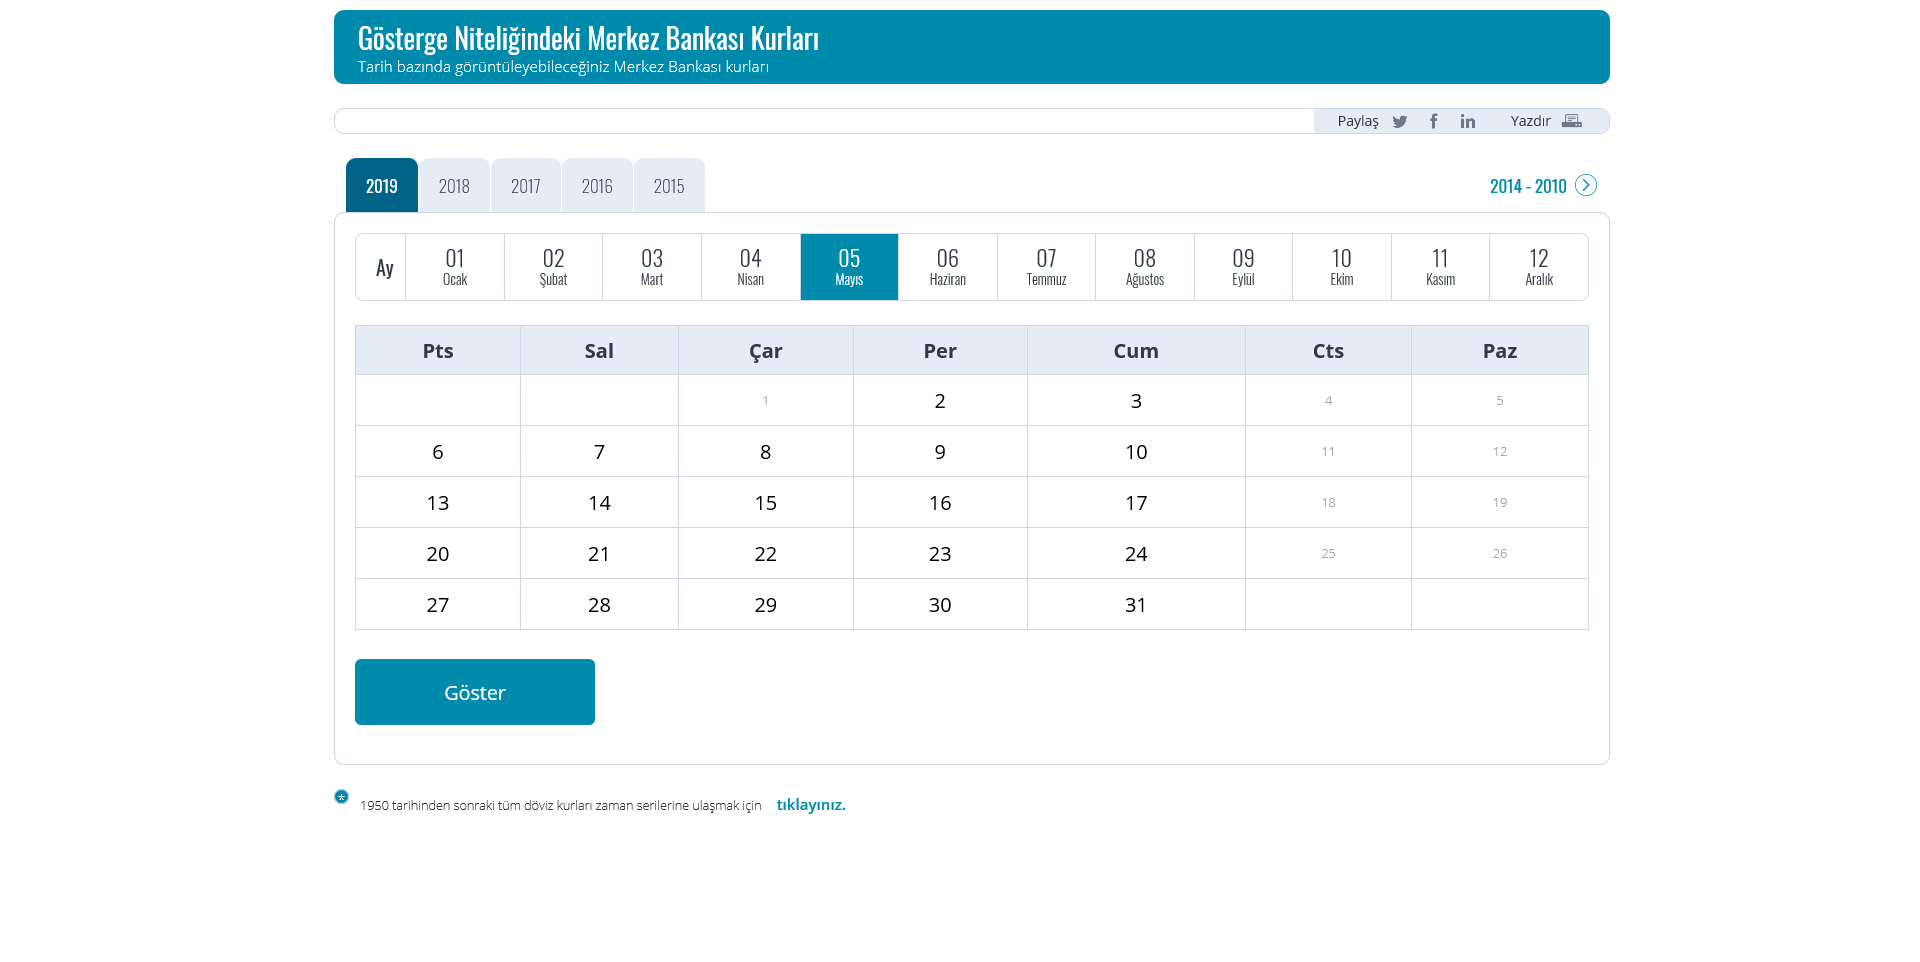 Gösterge Niteliğindeki Merkez Bankası Kurları
Tarih bazında görüntüleyebileceğiniz Merkez Bankası kurları
Paylaş Yazdır
2019 2018 2017 2016 2015 2014 - 2010
Ay 01 02 03 04 05 06 07 08 09 10 11 12
Ocak Şubat Mart Nisan Mayıs Haziran Temmuz Ağustos Eylül Ekim Kasım Aralık
Pts Sal Çar Per Cum Cts Paz
1 2 3 4 5
6 7 8 9 10 11 12
13 14 15 16 17 18 19
20 21 22 23 24 25 26
27 28 29 30 31
Göster
* 1950 tarihinden sonraki tüm döviz kurları zaman serilerine ulaşmak için tıklayınız.